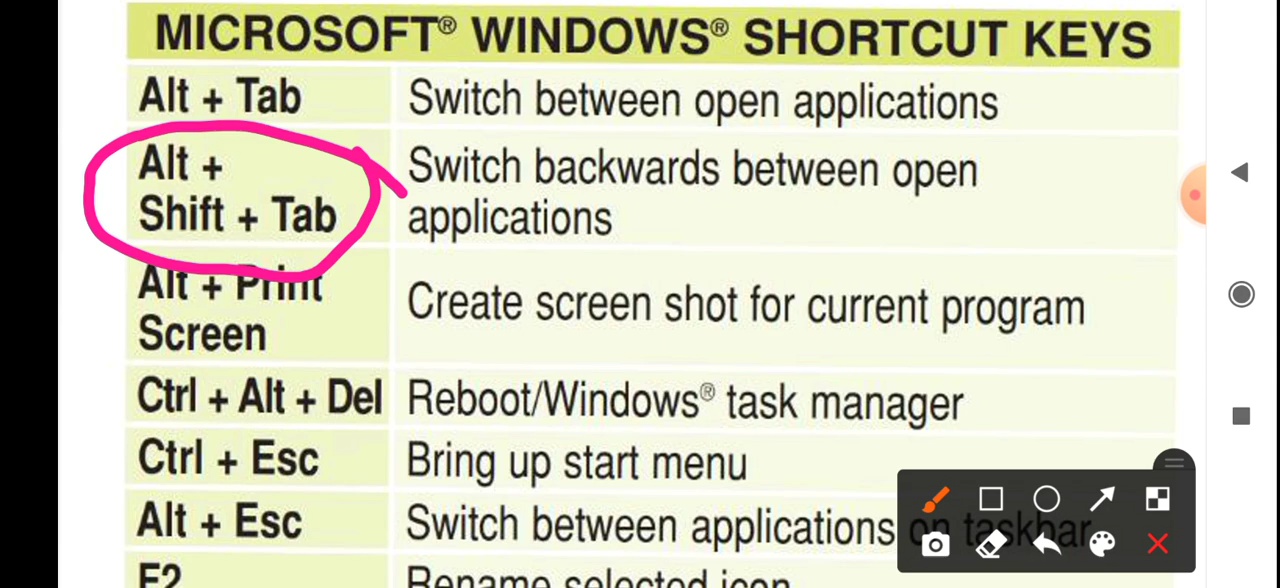 MICROSOFT® WINDOWS® SHORTCUT KEYS
Alt + Tab
Switch between open applications
Alt +
Shift + Tab
Switch backwards between open
applications
Alt + Print
Screen
Create screen shot for current program
Ctrl + Alt + Del
Reboot/Windows® task manager
Ctrl + Esc
Bring up start menu
Alt + Esc
Switch between applications on taskbar
F2
Rename selected icon